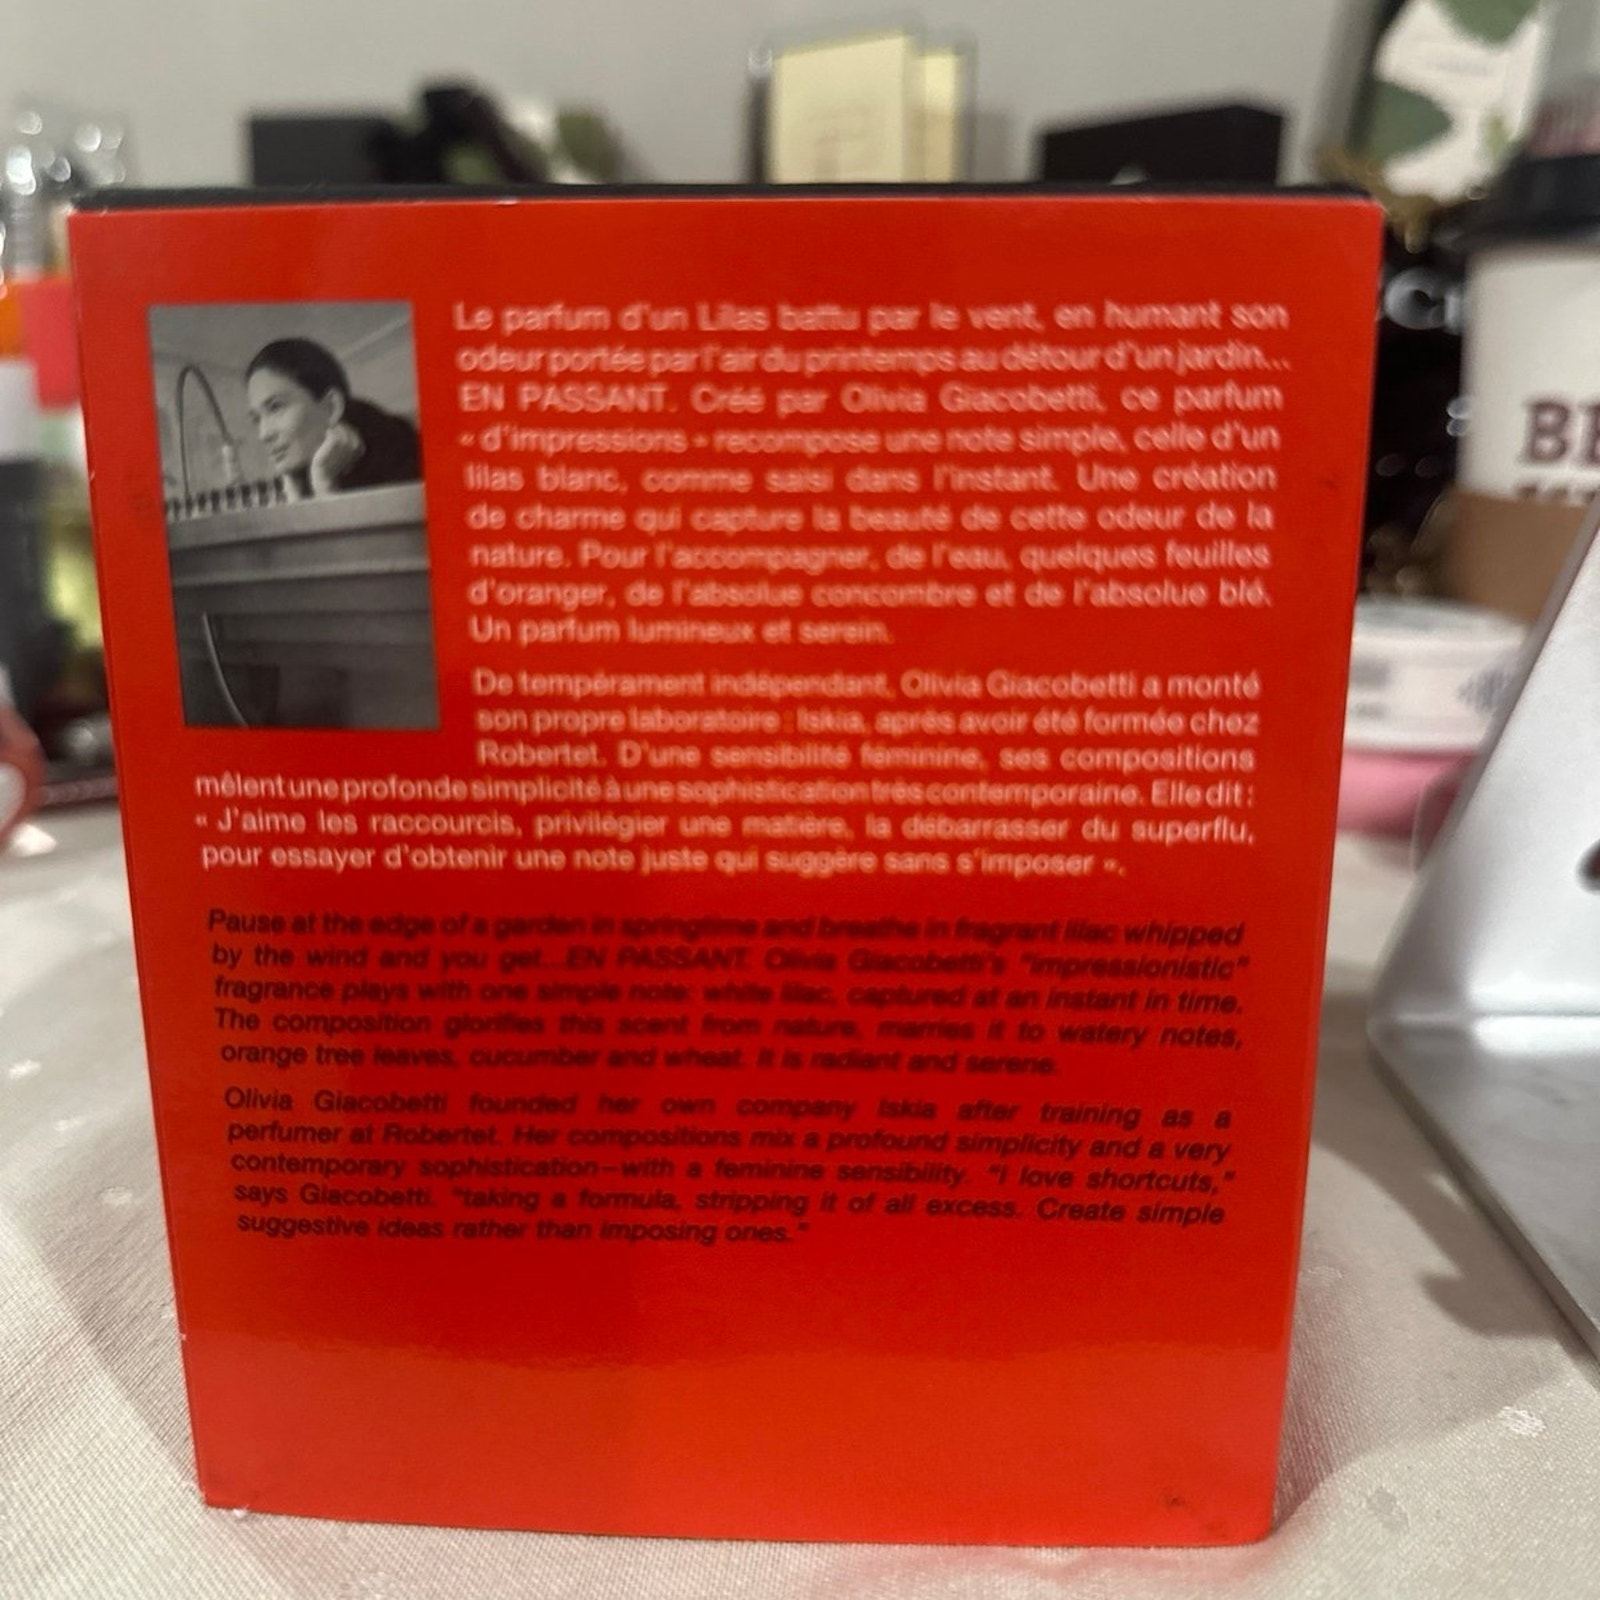 Le parfum d'un Lilas battu par le vent, en humant son
odeur portée par l'air du printemps au détour d'un jardin...
EN PASSANT. Créé par Olivia Giacobetti, ce parfum
« d'impressions » recompose une note simple, celle d'un
lilas blanc, comme saisi dans l'instant. Une création
de charme qui capture la beauté de cette odeur de la
nature. Pour l'accompagner, de l'eau, quelques feuilles
d'oranger, de l'absolue concombre et de l'absolue blé.
Un parfum lumineux et serein.
De tempérament indépendant, Olivia Giacobetti a monté
son propre laboratoire : Iskia, après avoir été formée chez
Robertet. D'une sensibilité féminine, ses compositions
mêlent une profonde simplicité à une sophistication très contemporaine. Elle dit :
« J'aime les raccourcis, privilégier une matière, la débarrasser du superflu,
pour essayer d'obtenir une note juste qui suggère sans s'imposer ».
Pause at the edge of a garden in springtime and breathe in fragrant lilac whipped
by the wind and you get...EN PASSANT. Olivia Giacobetti's "impressionistic"
fragrance plays with one simple note: white lilac, captured at an instant in time.
The composition glorifies this scent from nature, marries it to watery notes,
orange tree leaves, cucumber and wheat. It is radiant and serene.
Olivia Giacobetti founded her own company Iskia after training as a
perfumer at Robertet. Her compositions mix a profound simplicity and a very
contemporary sophistication—with a feminine sensibility. "I love shortcuts,"
says Giacobetti. "taking a formula, stripping it of all excess. Create simple
suggestive ideas rather than imposing ones."